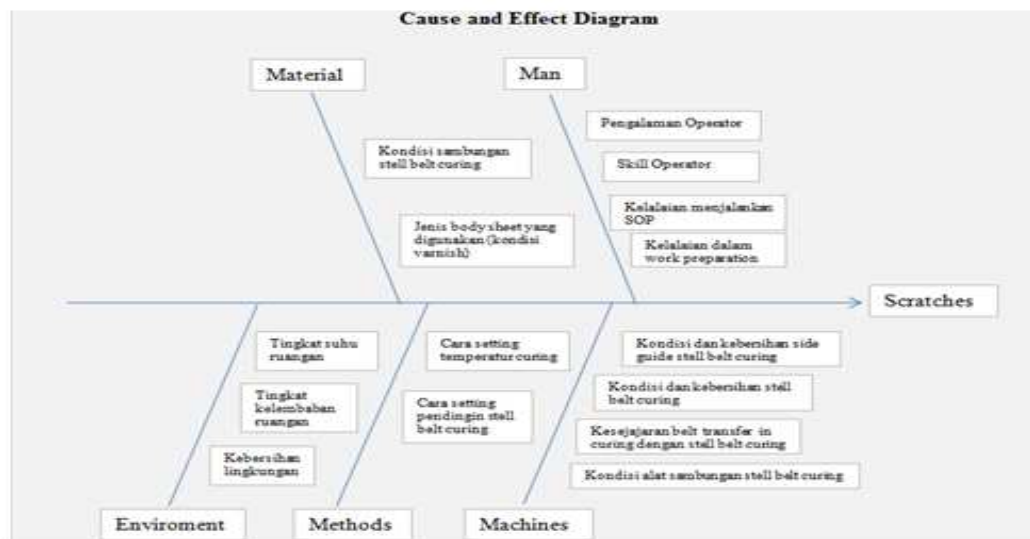 Cause and Effect Diagram
Material
Man
Pengalaman Operator
Kondisi sambungan
stell belt curing
Skill Operator
Kelalaian menjalankan
SOP
Jenis body sheet yang
digunakan (kondisi
varnish)
Kelalaian dalam
work preparation
Scratches
Tingkat suhu
ruangan
Cara setting
temperatur curing
Kondisi dan kebersihan side
guide stell belt curing
Tingkat
kelembaban
ruangan
Cara setting
pendingin stell
belt curing
Kondisi dan kebersihan stell
belt curing
Kesejajaran belt transfer in
curing dengan stell belt curing
Kebersihan
lingkungan
Kondisi alat sambungan stell belt curing
Enviroment
Methods
Machines